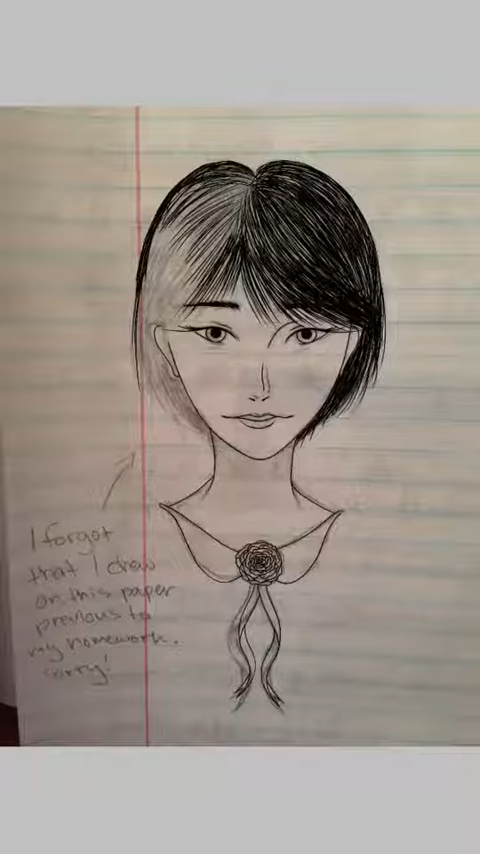 I forgot
that I drew
on this paper
previous to
my homework.
sorry!